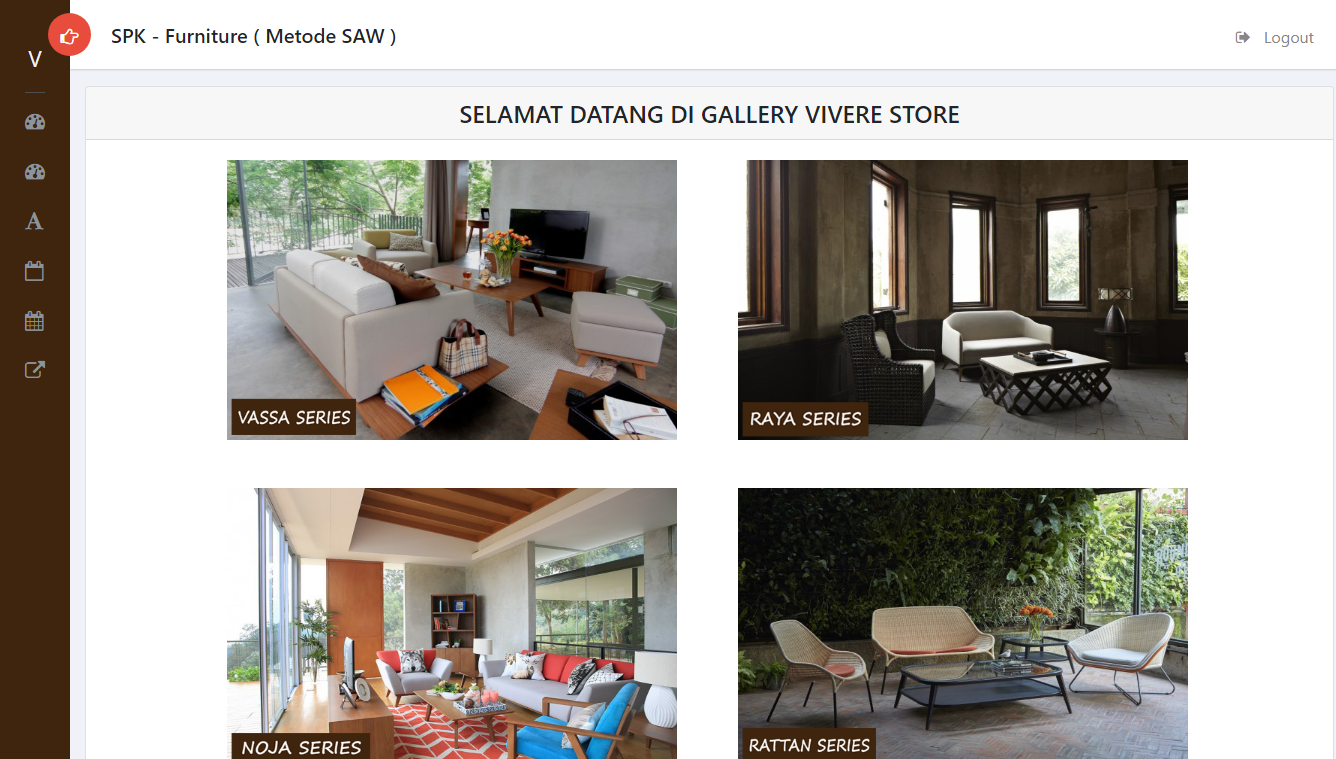 V
SPK - Furniture ( Metode SAW )
Logout
SELAMAT DATANG DI GALLERY VIVERE STORE
VASSA SERIES
RAYA SERIES
NOJA SERIES
RATTAN SERIES